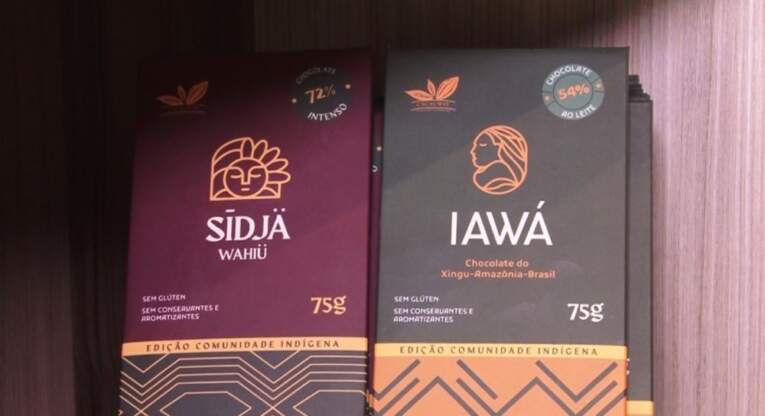 CHOCOLATE
72%
INTENSO
SĪDJÄ
WAHIÜ
SEM GLÚTEN
SEM CONSERVANTES E
AROMATIZANTES
75g
EDIÇÃO COMUNIDADE INDÍGENA
CHOCOLATE
54%
AO LEITE
IAWÁ
Chocolate do
Xingu-Amazônia-Brasil
SEM GLÚTEN
SEM CONSERVANTES E
AROMATIZANTES
75g
EDIÇÃO COMUNIDADE INDÍGENA